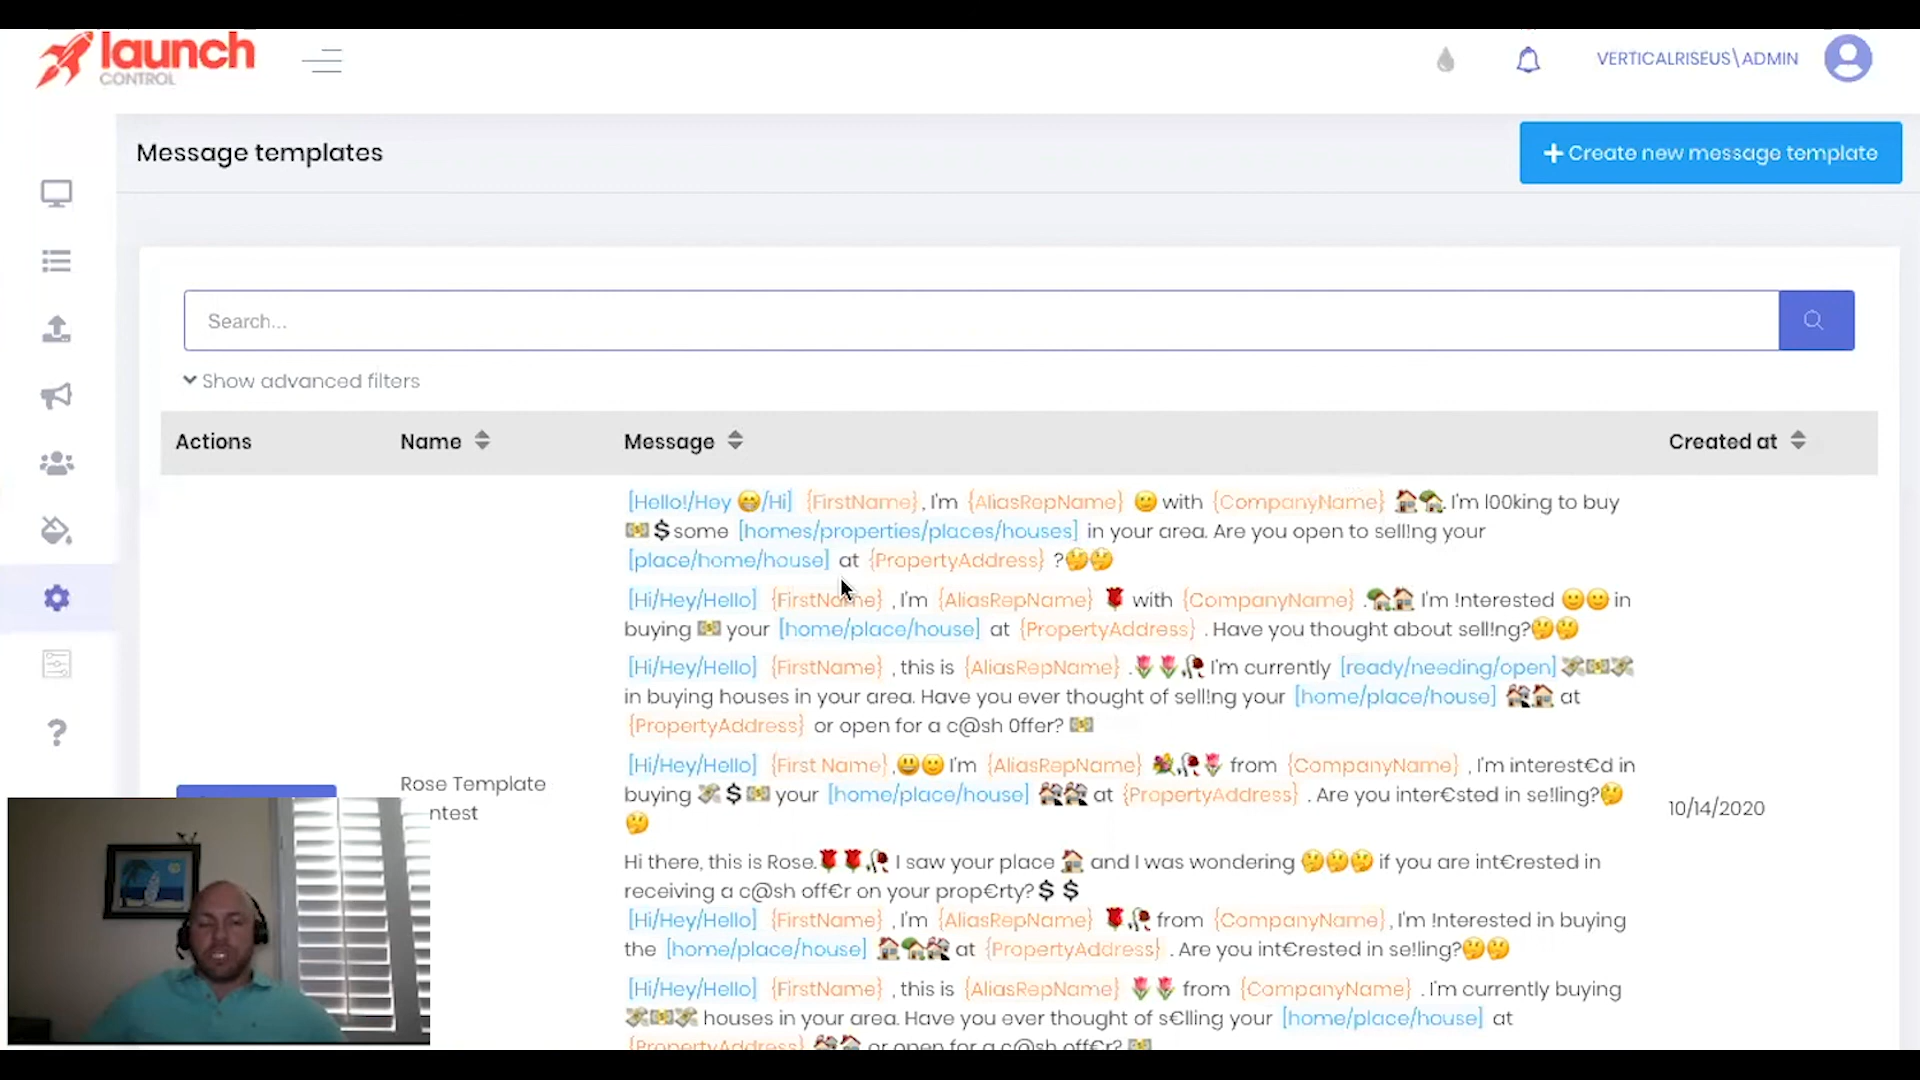 launch
CONTROL
VERTICALRISEUS\ADMIN
Message templates
+ Create new message template
Search...
Show advanced filters
Actions Name Message Created at
[Hello!/Hey 😁/Hi] {FirstName}, I'm {AliasRepName} 🙂 with {CompanyName} 🏠🏡. I'm l00king to buy
💵💲some [homes/properties/places/houses] in your area. Are you open to sell!ng your
[place/home/house] at {PropertyAddress} ?🤔🤔
[Hi/Hey/Hello] {FirstName} , I'm {AliasRepName} 🌹 with {CompanyName} .🏡🏠 I'm !nterested 🙂🙂 in
buying 💵 your [home/place/house] at {PropertyAddress} . Have you thought about sell!ng?🤔🤔
[Hi/Hey/Hello] {FirstName} , this is {AliasRepName} .🌷🌷🥀 I'm currently [ready/needing/open] 💸💵💸
in buying houses in your area. Have you ever thought of sell!ng your [home/place/house] 🏘🏠 at
{PropertyAddress} or open for a c@sh 0ffer? 💵
[Hi/Hey/Hello] {First Name} ,😃🙂 I'm {AliasRepName} 💐🥀🌷 from {CompanyName} , I'm interest€d in
buying 💸💲💵 your [home/place/house] 🏘🏘 at {PropertyAddress} . Are you inter€sted in se!ling?🤔
🤔
Rose Template
ntest
10/14/2020
Hi there, this is Rose.🌹🌹🥀 I saw your place 🏠 and I was wondering 🤔🤔🤔 if you are int€rested in
receiving a c@sh off€r on your prop€rty?💲💲
[Hi/Hey/Hello] {FirstName} , I'm {AliasRepName} 🌹🥀 from {CompanyName} , I'm !nterested in buying
the [home/place/house] 🏠🏡🏘 at {PropertyAddress} . Are you int€rested in se!ling?🤔🤔
[Hi/Hey/Hello] {FirstName} , this is {AliasRepName} 🌷🌷 from {CompanyName} . I'm currently buying
💸💵💸 houses in your area. Have you ever thought of s€lling your [home/place/house] at
{PropertyAddress} 🏘🏠 or open for a c@sh off€r? 💵